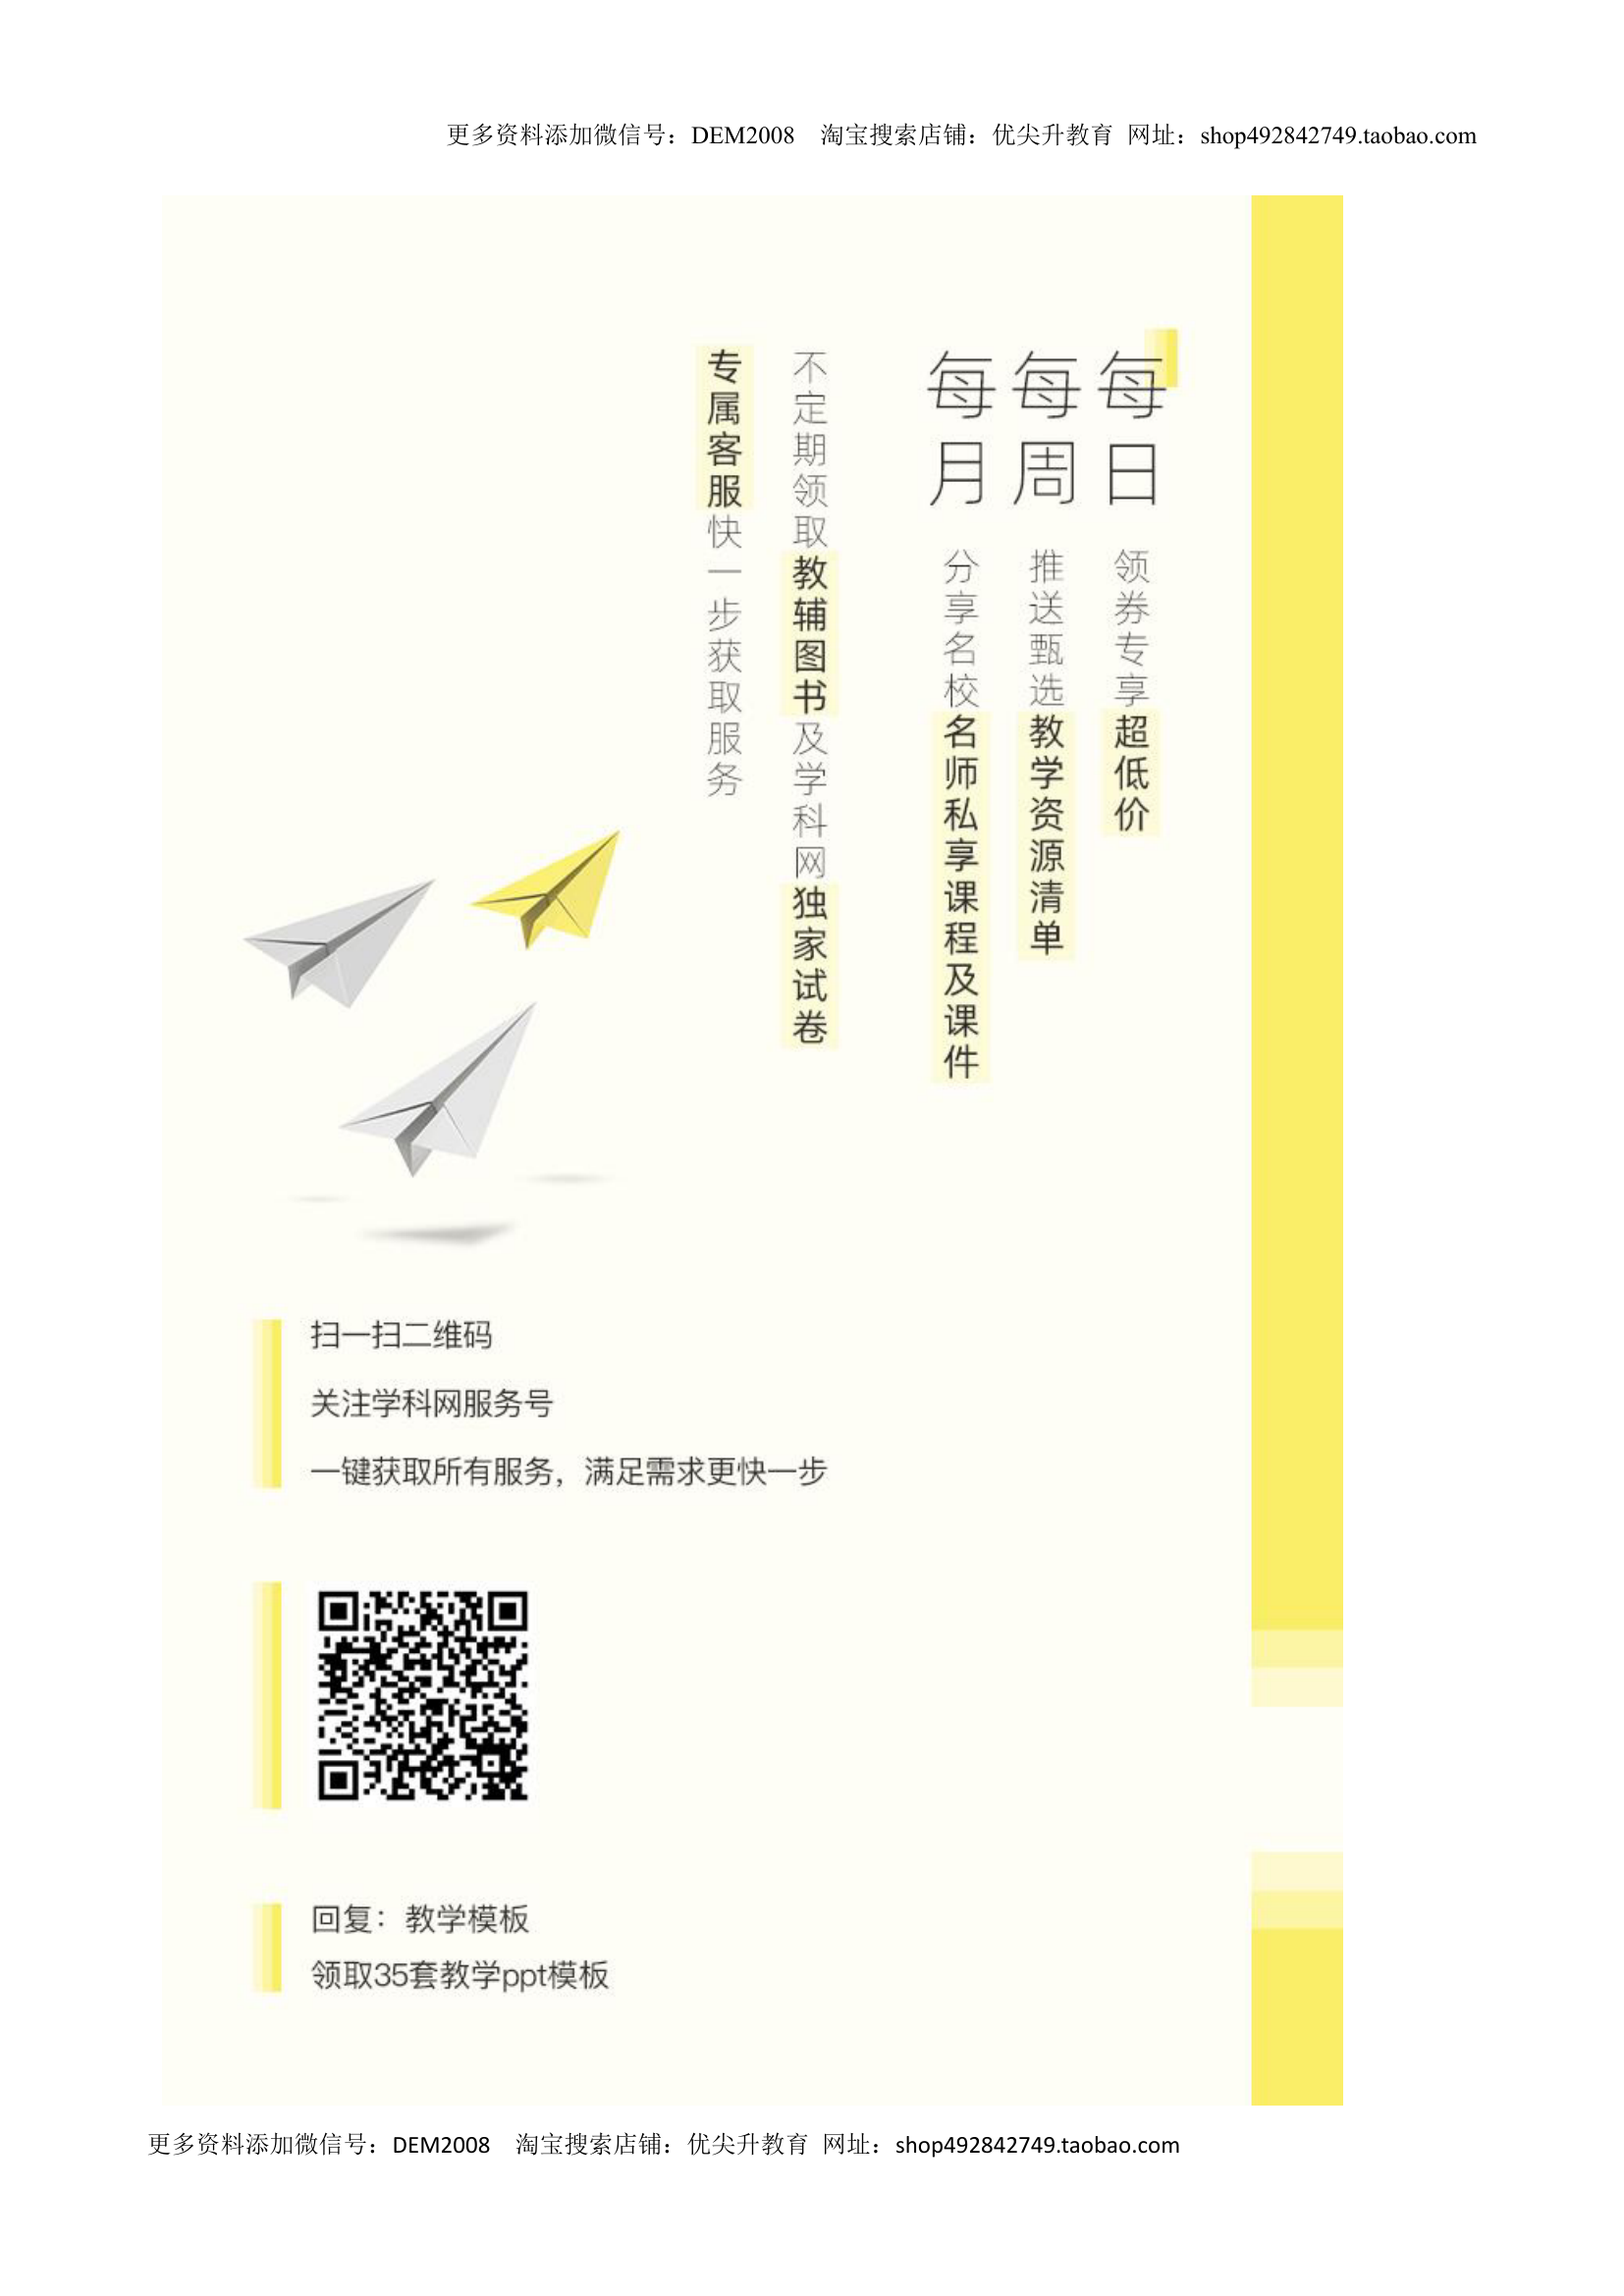 更多资料添加微信号：DEM2008 淘宝搜索店铺：优尖升教育 网址：shop492842749.taobao.com
每日 领券专享超低价
每周 推送甄选教学资源清单
每月 分享名校名师私享课程及课件
不定期领取教辅图书及学科网独家试卷
专属客服快一步获取服务
扫一扫二维码
关注学科网服务号
一键获取所有服务，满足需求更快一步
回复：教学模板
领取35套教学ppt模板
更多资料添加微信号：DEM2008 淘宝搜索店铺：优尖升教育 网址：shop492842749.taobao.com